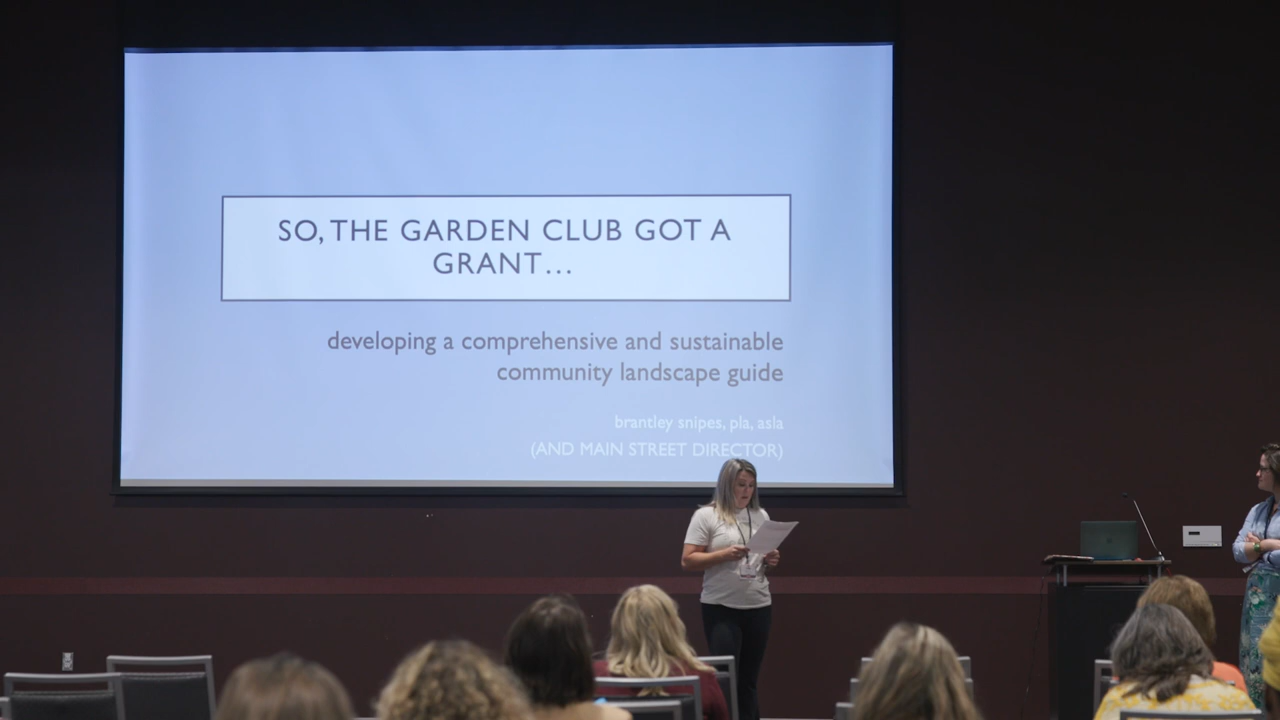 SO, THE GARDEN CLUB GOT A
GRANT...
developing a comprehensive and sustainable
community landscape guide
brantley snipes, pla, asla
(AND MAIN STREET DIRECTOR)